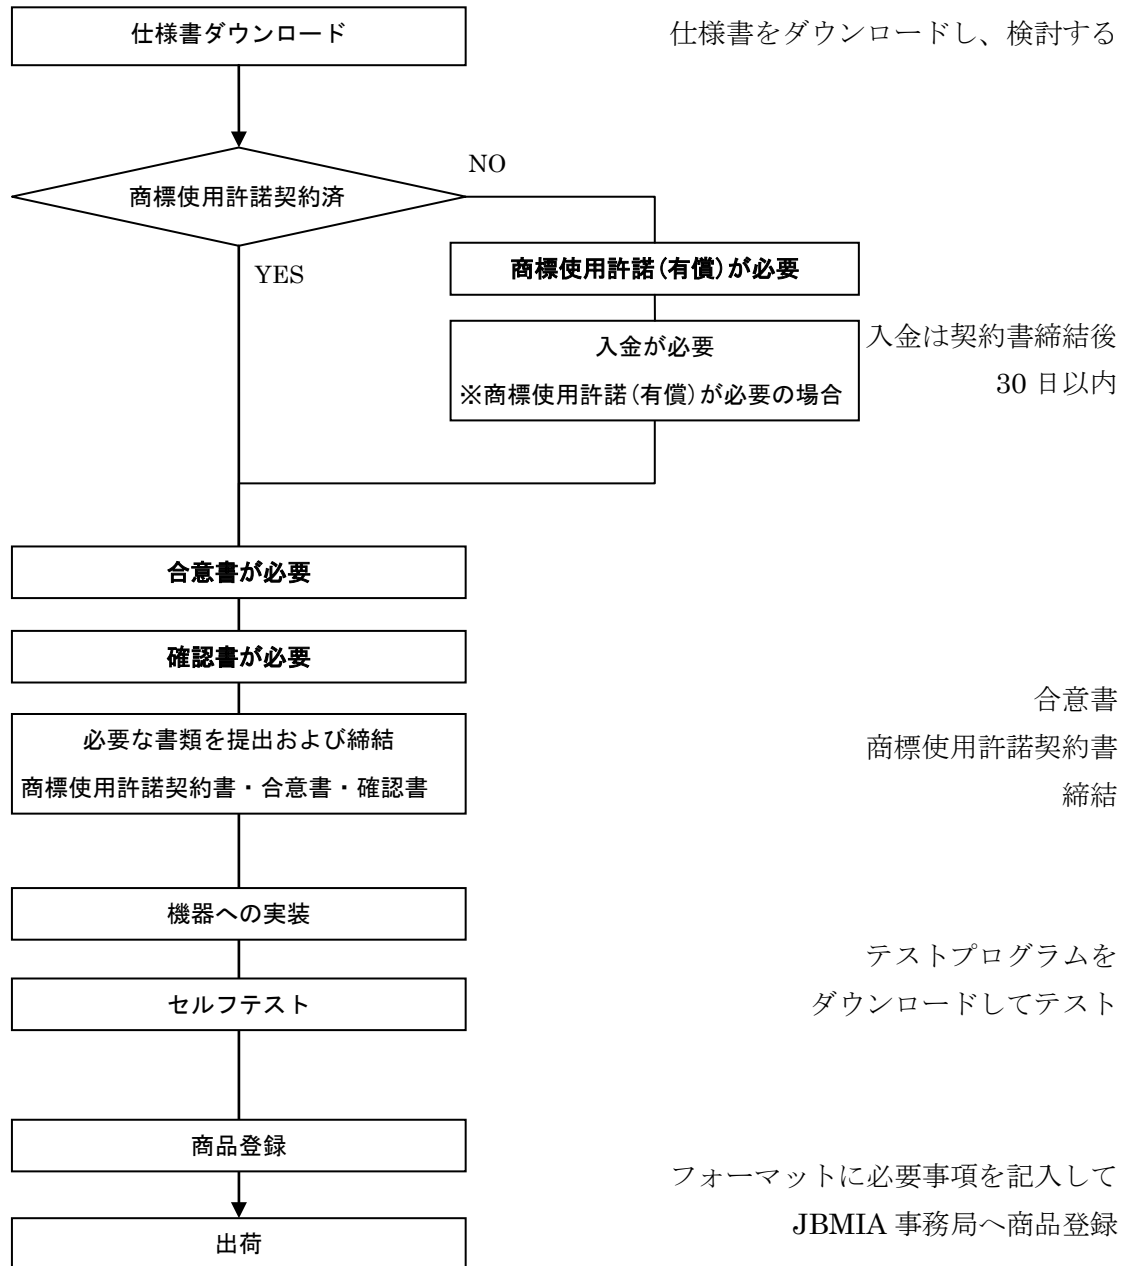 仕様書ダウンロード
仕様書をダウンロードし、検討する
NO
商標使用許諾契約済
YES
商標使用許諾(有償)が必要
入金が必要
※商標使用許諾(有償)が必要の場合
入金は契約書締結後
30 日以内
合意書が必要
確認書が必要
必要な書類を提出および締結
商標使用許諾契約書・合意書・確認書
合意書
商標使用許諾契約書
締結
機器への実装
セルフテスト
テストプログラムを
ダウンロードしてテスト
商品登録
出荷
フォーマットに必要事項を記入して
JBMIA 事務局へ商品登録